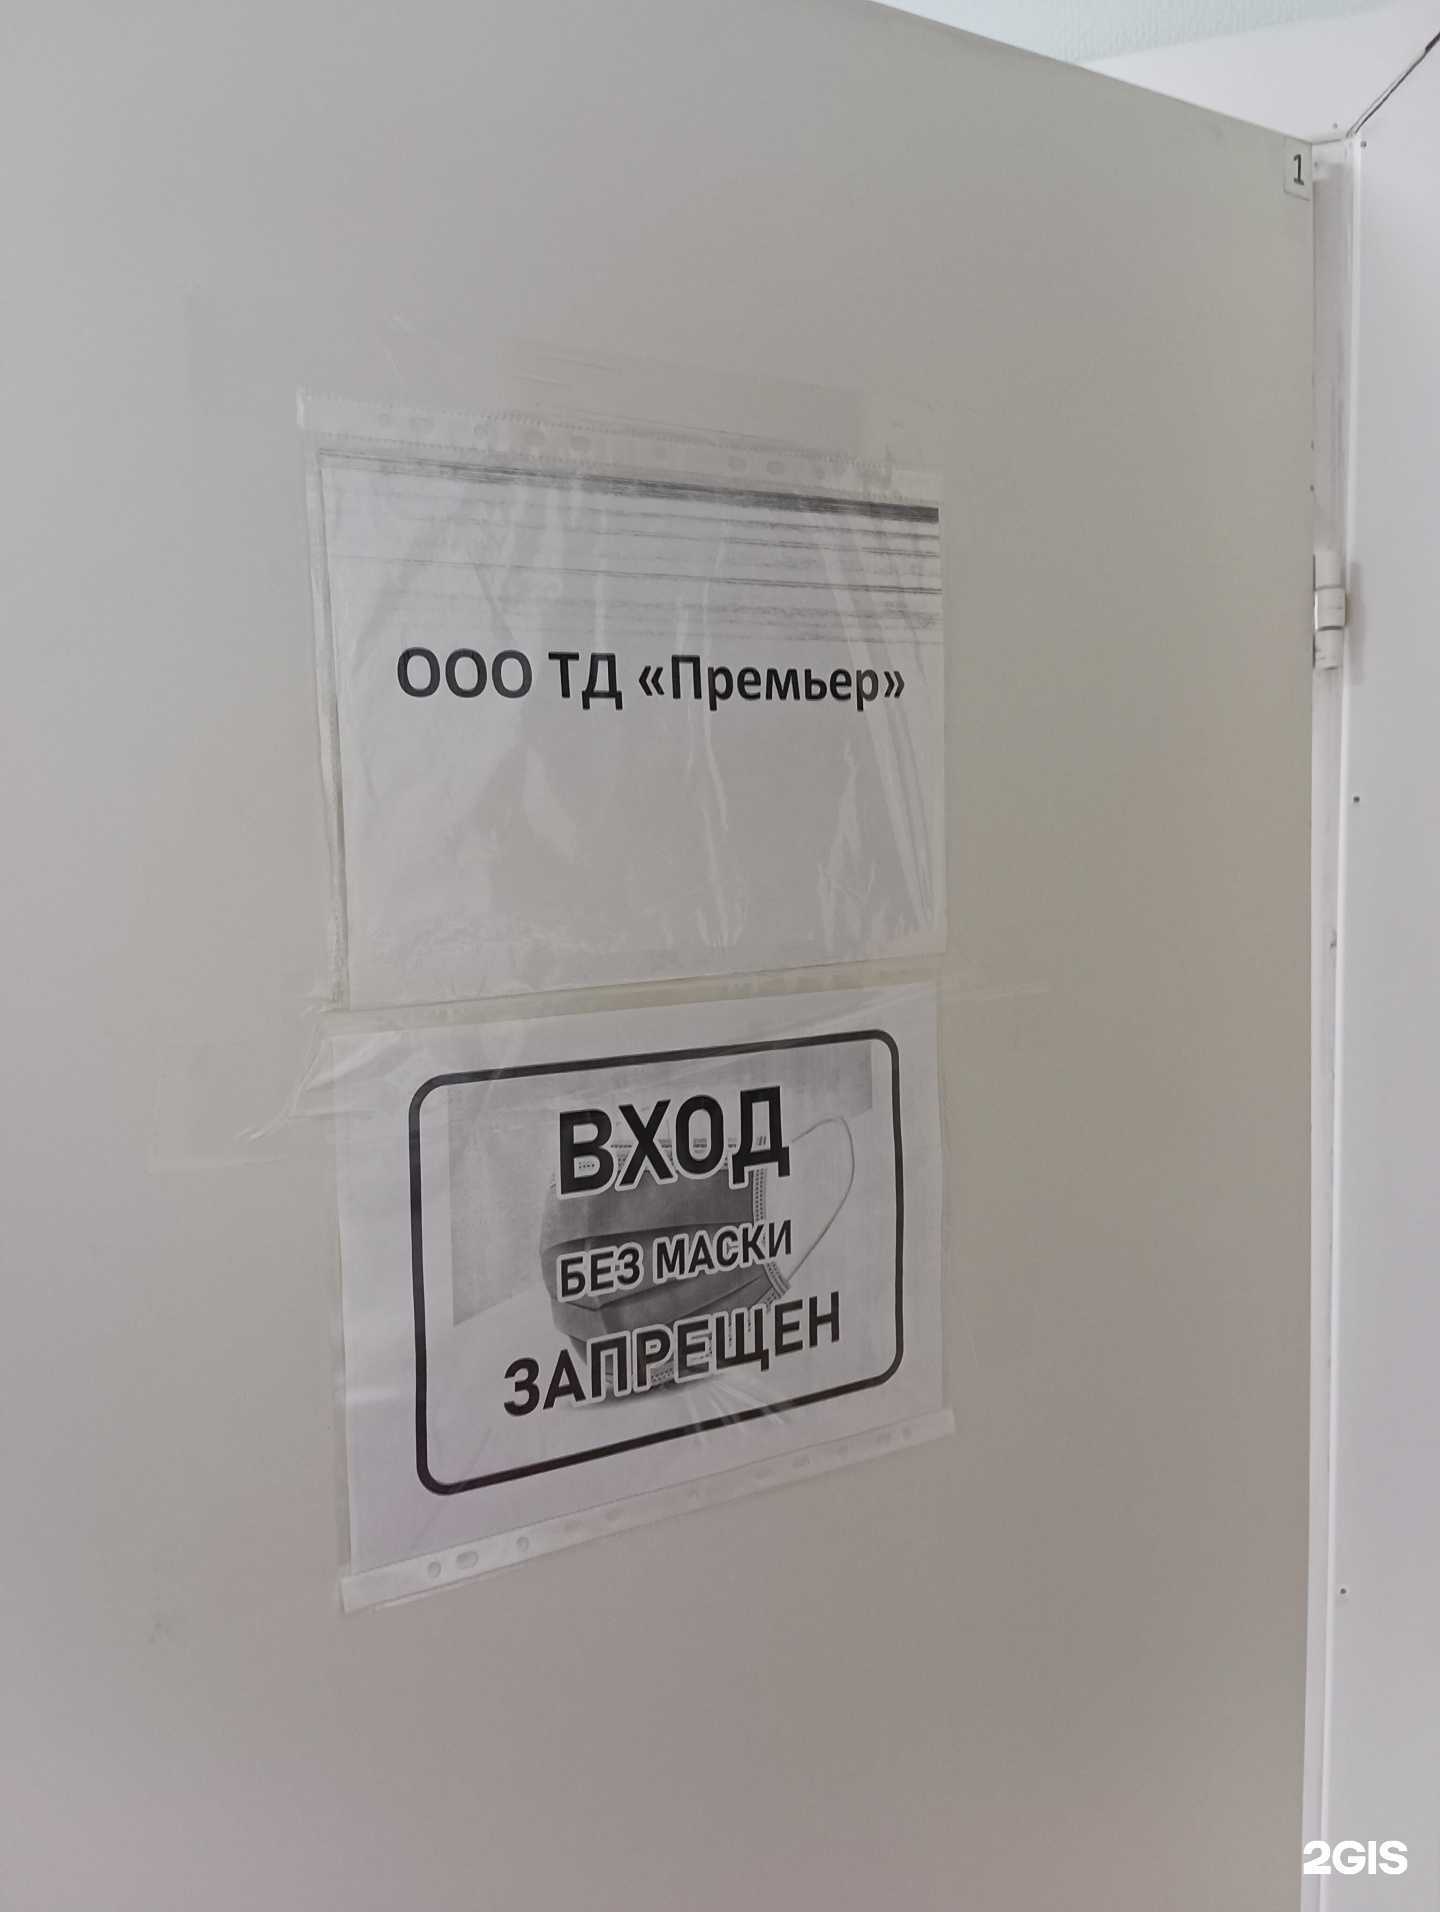 1
ООО ТД «Премьер»
ВХОД
БЕЗ МАСКИ
ЗАПРЕЩЕН
2GIS